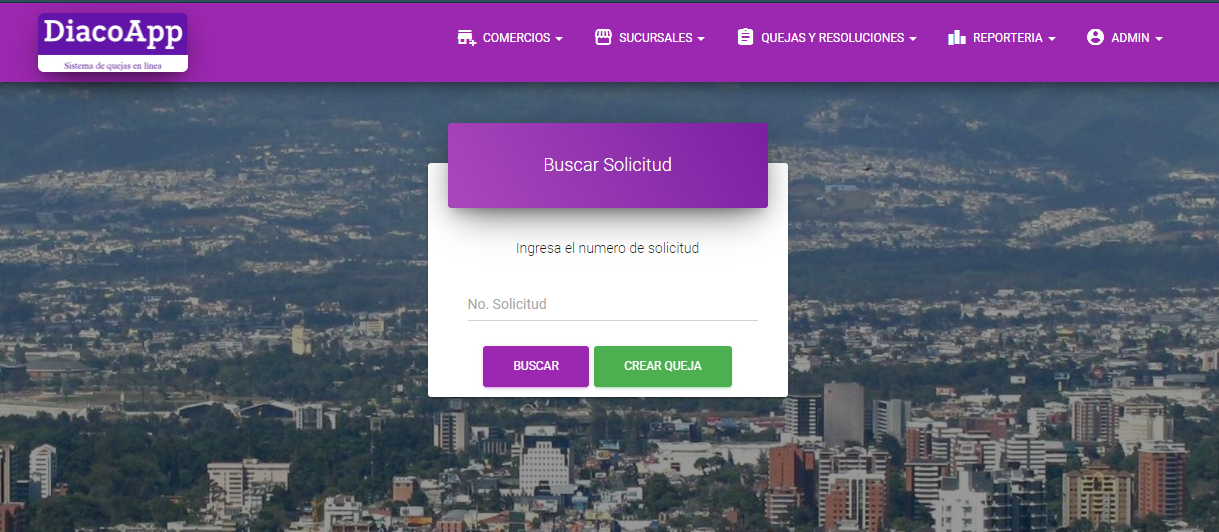 DiacoApp
Sistema de quejas en línea
COMERCIOS
SUCURSALES
QUEJAS Y RESOLUCIONES
REPORTERIA
ADMIN
Buscar Solicitud
Ingresa el numero de solicitud
No. Solicitud
BUSCAR
CREAR QUEJA